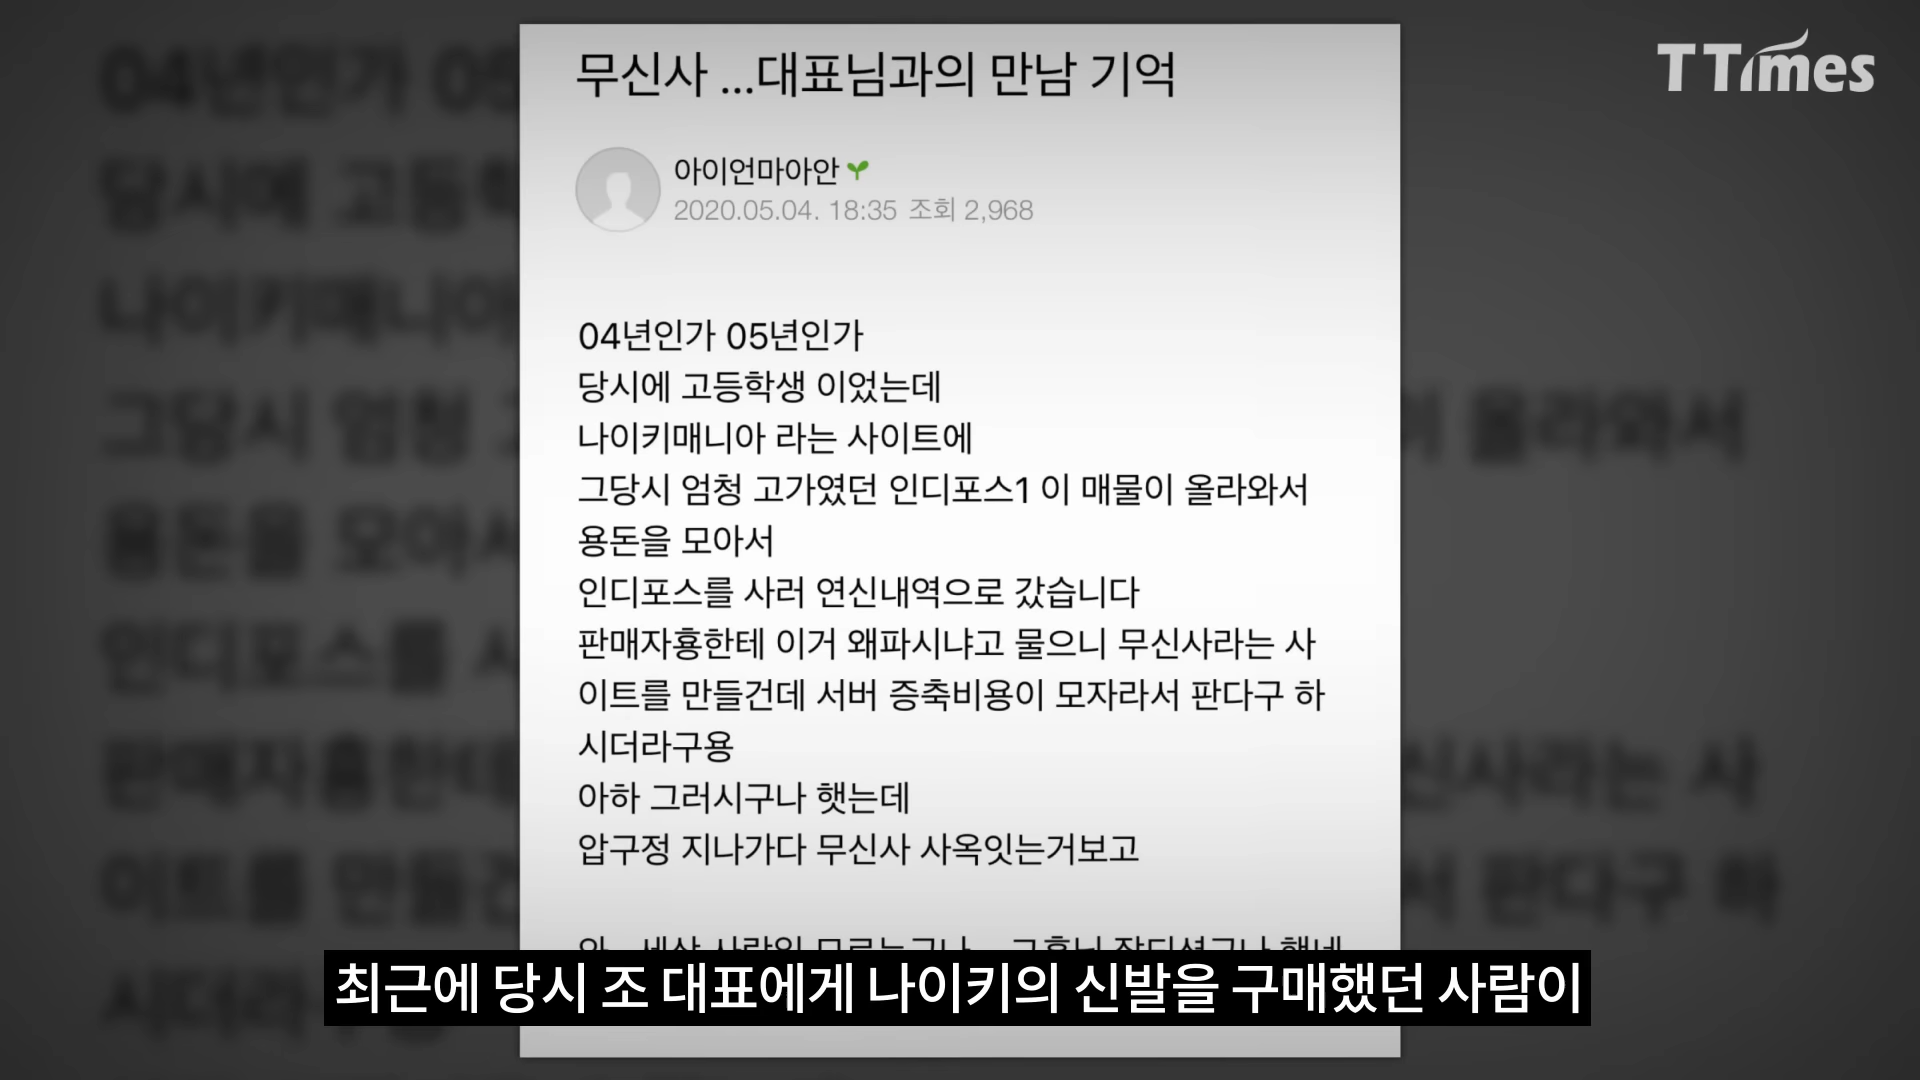 TTimes
무신사 ...대표님과의 만남 기억
아이언마아안
2020.05.04. 18:35 조회 2,968
04년인가 05년인가
당시에 고등학생 이었는데
나이키매니아 라는 사이트에
그당시 엄청 고가였던 인디포스1 이 매물이 올라와서
용돈을 모아서
인디포스를 사러 연신내역으로 갔습니다
판매자횽한테 이거 왜파시냐고 물으니 무신사라는 사
이트를 만들건데 서버 증축비용이 모자라서 판다구 하
시더라구용
아하 그러시구나 햇는데
압구정 지나가다 무신사 사옥잇는거보고
최근에 당시 조 대표에게 나이키의 신발을 구매했던 사람이